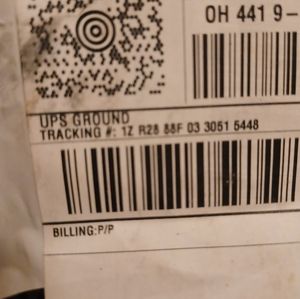 OH 441 9-
UPS GROUND
TRACKING #: 1Z R28 88F 03 3051 5448
BILLING:P/P